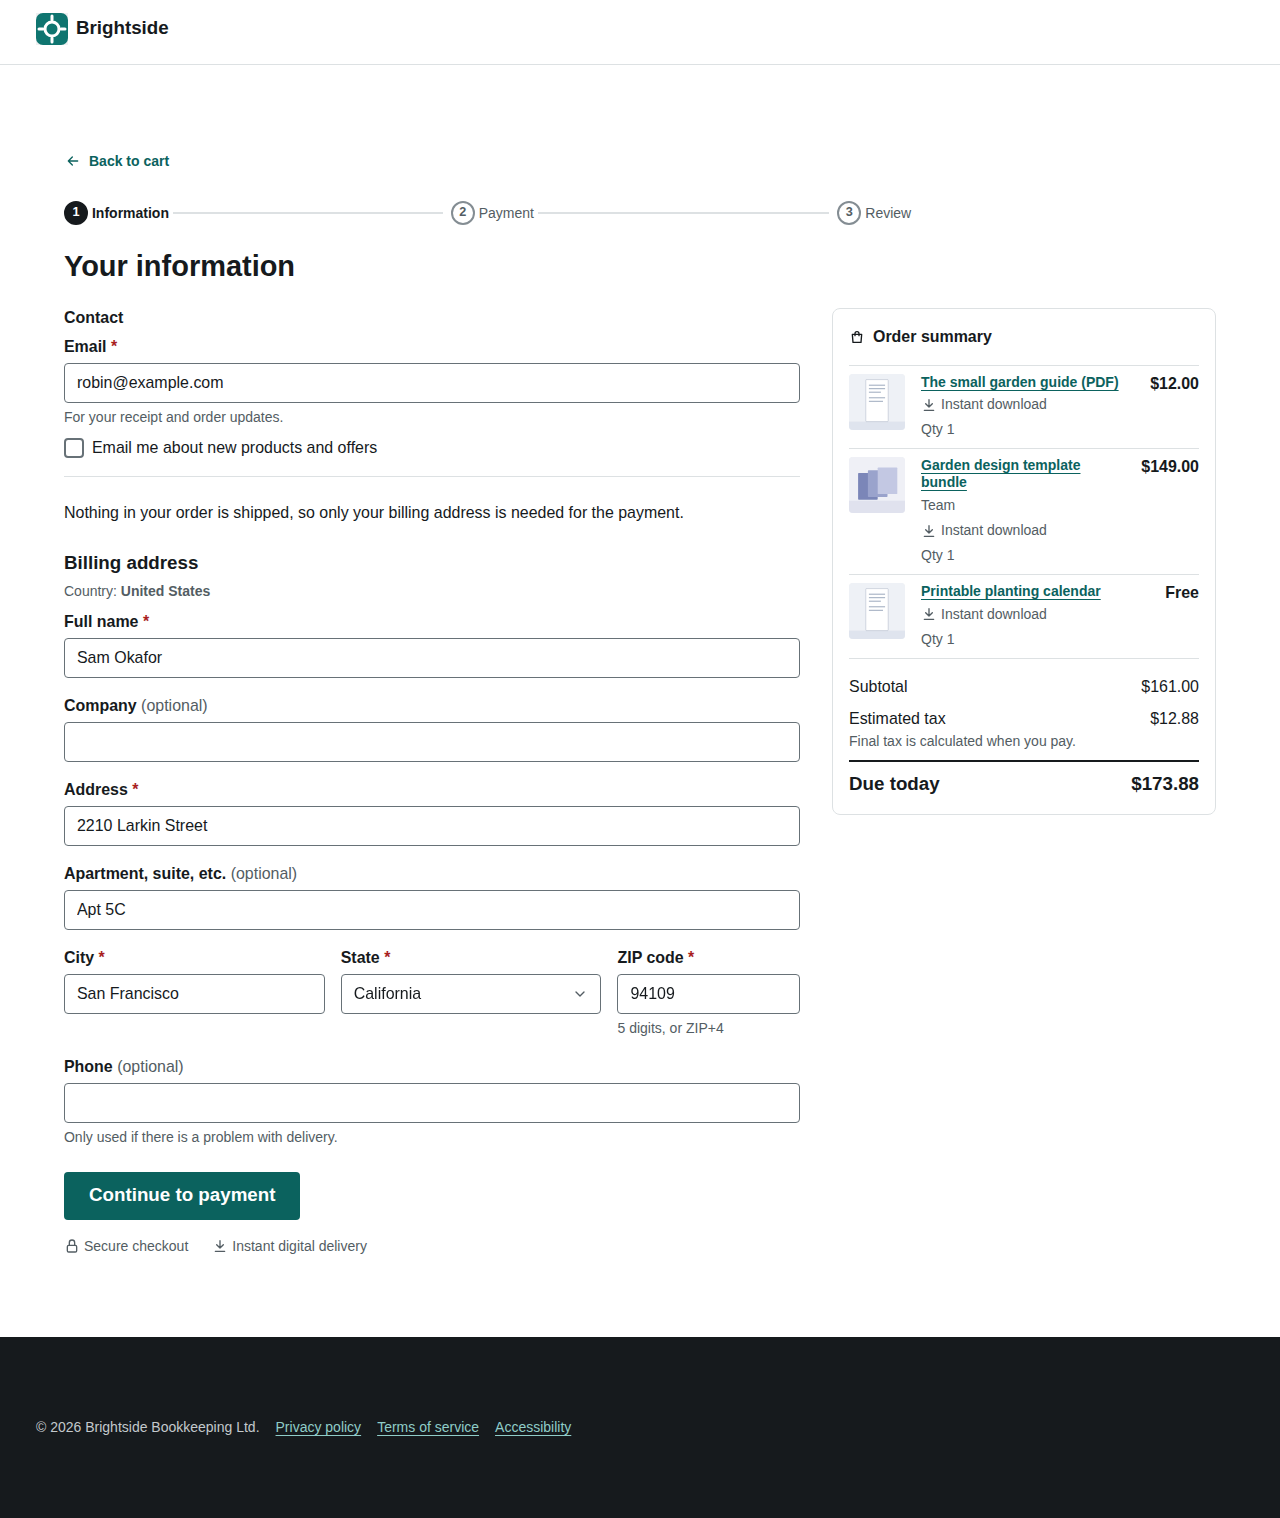 Brightside
Back to cart
1 Information
2 Payment
3 Review
Your information
Contact
Email *
robin@example.com
For your receipt and order updates.
Email me about new products and offers
Nothing in your order is shipped, so only your billing address is needed for the payment.
Billing address
Country: United States
Full name *
Sam Okafor
Company (optional)
Address *
2210 Larkin Street
Apartment, suite, etc. (optional)
Apt 5C
City *
San Francisco
State *
California
ZIP code *
94109
5 digits, or ZIP+4
Phone (optional)
Only used if there is a problem with delivery.
Continue to payment
Secure checkout
Instant digital delivery
Order summary
The small garden guide (PDF) $12.00
Instant download
Qty 1
Garden design template $149.00
bundle
Team
Instant download
Qty 1
Printable planting calendar Free
Instant download
Qty 1
Subtotal $161.00
Estimated tax $12.88
Final tax is calculated when you pay.
Due today $173.88
© 2026 Brightside Bookkeeping Ltd. Privacy policy Terms of service Accessibility